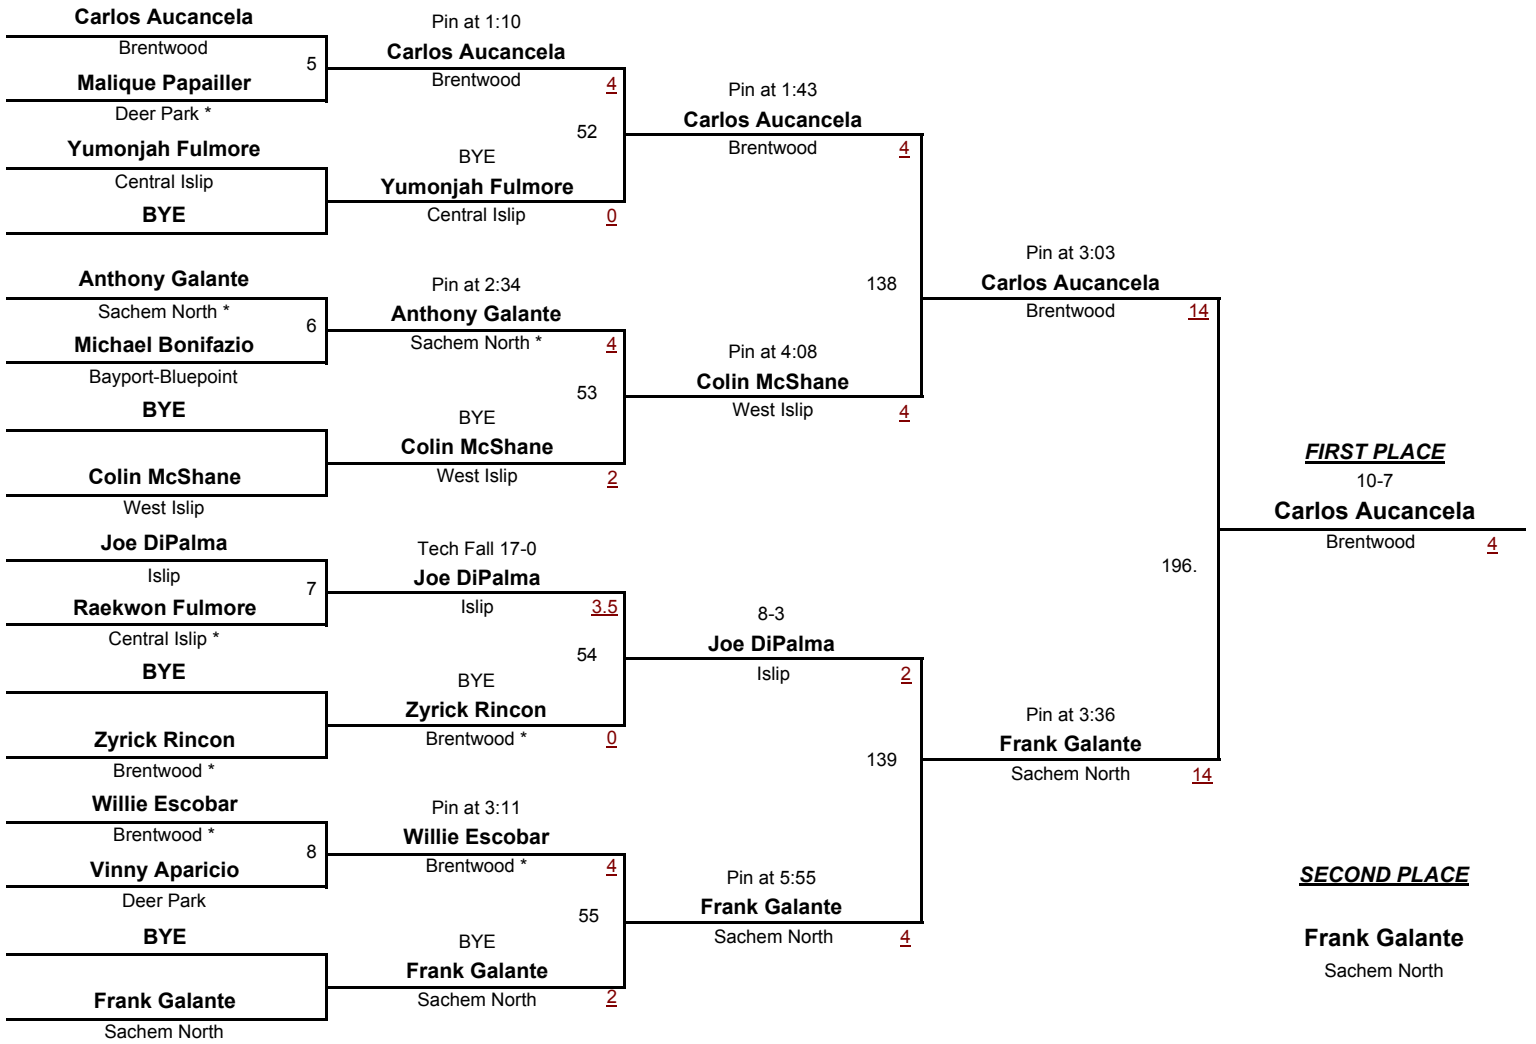 Carlos Aucancela
Brentwood
5
Malique Papailler
Deer Park *
Yumonjah Fulmore
Central Islip
BYE
Anthony Galante
Sachem North *
6
Michael Bonifazio
Bayport-Bluepoint
BYE
Colin McShane
West Islip
Joe DiPalma
Islip
7
Raekwon Fulmore
Central Islip *
BYE
Zyrick Rincon
Brentwood *
Willie Escobar
Brentwood *
8
Vinny Aparicio
Deer Park
BYE
Frank Galante
Sachem North
Pin at 1:10
Carlos Aucancela
Brentwood 4
52
BYE
Yumonjah Fulmore
Central Islip 0
Pin at 2:34
Anthony Galante
Sachem North * 4
53
BYE
Colin McShane
West Islip 2
Tech Fall 17-0
Joe DiPalma
Islip 3.5
54
BYE
Zyrick Rincon
Brentwood * 0
Pin at 3:11
Willie Escobar
Brentwood * 4
55
BYE
Frank Galante
Sachem North 2
Pin at 1:43
Carlos Aucancela
Brentwood 4
138
Pin at 4:08
Colin McShane
West Islip 4
8-3
Joe DiPalma
Islip 2
139
Pin at 5:55
Frank Galante
Sachem North 4
Pin at 3:03
Carlos Aucancela
Brentwood 14
196.
Pin at 3:36
Frank Galante
Sachem North 14
FIRST PLACE
10-7
Carlos Aucancela
Brentwood 4
SECOND PLACE
Frank Galante
Sachem North